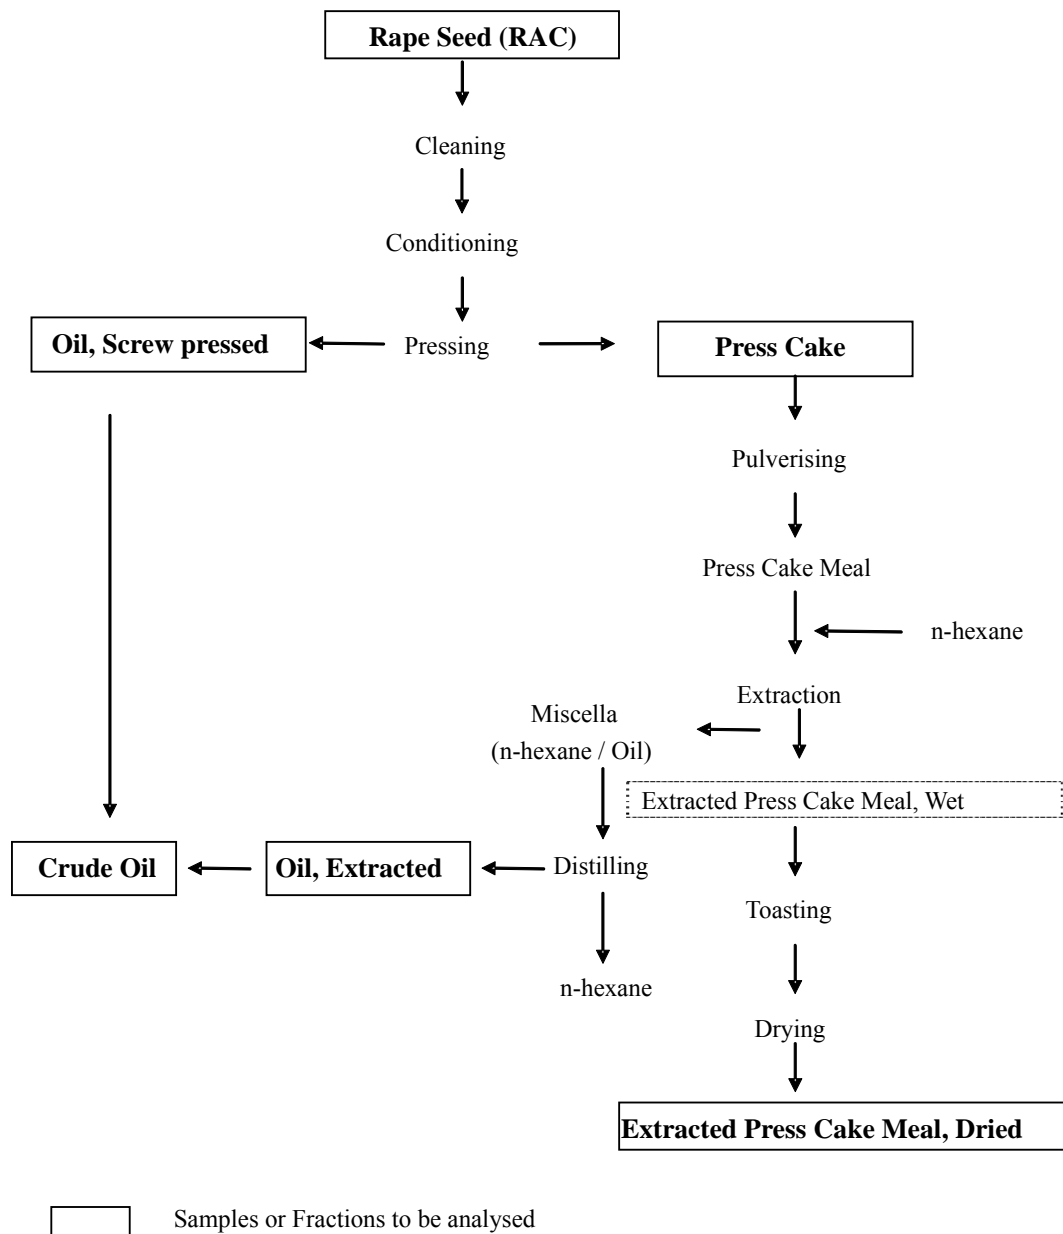 Rape Seed (RAC)
Cleaning
Conditioning
Oil, Screw pressed
Pressing
Press Cake
Pulverising
Press Cake Meal
n-hexane
Extraction
Miscella
(n-hexane / Oil)
Extracted Press Cake Meal, Wet
Crude Oil
Oil, Extracted
Distilling
Toasting
n-hexane
Drying
Extracted Press Cake Meal, Dried
Samples or Fractions to be analysed